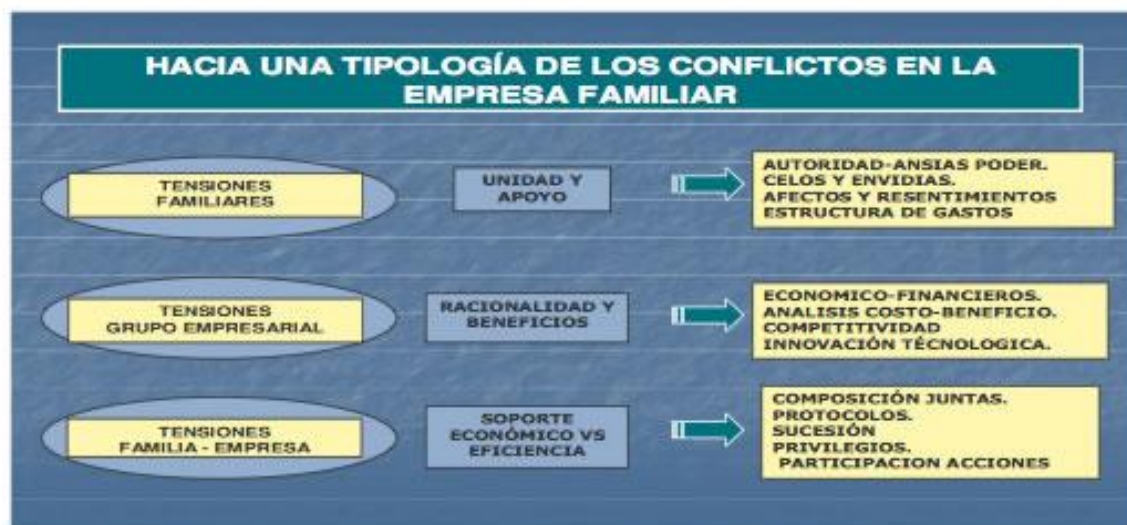 HACIA UNA TIPOLOGÍA DE LOS CONFLICTOS EN LA
EMPRESA FAMILIAR
TENSIONES
FAMILIARES
UNIDAD Y
APOYO
AUTORIDAD-ANSIAS PODER.
CELOS Y ENVIDIAS.
AFECTOS Y RESENTIMIENTOS
ESTRUCTURA DE GASTOS
TENSIONES
GRUPO EMPRESARIAL
RACIONALIDAD Y
BENEFICIOS
ECONOMICO-FINANCIEROS.
ANALISIS COSTO-BENEFICIO.
COMPETITIVIDAD
INNOVACIÓN TÉCNOLOGICA.
TENSIONES
FAMILIA - EMPRESA
SOPORTE
ECONÓMICO VS
EFICIENCIA
COMPOSICIÓN JUNTAS.
PROTOCOLOS.
SUCESIÓN
PRIVILEGIOS.
PARTICIPACION ACCIONES